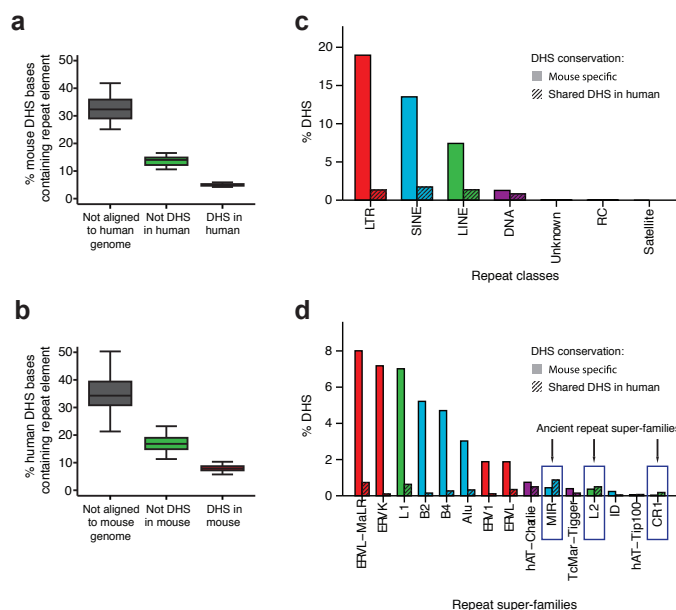 a
% mouse DHS bases
containing repeat element
50
40
30
20
10
0
Not aligned
to human
genome
Not DHS
in human
DHS in
human
b
% human DHS bases
containing repeat element
50
40
30
20
10
0
Not aligned
to mouse
genome
Not DHS
in mouse
DHS in
mouse
c
DHS conservation:
Mouse specific
Shared DHS in human
% DHS
20
15
10
5
0
LTR
SINE
LINE
DNA
Unknown
RC
Satellite
Repeat classes
d
DHS conservation:
Mouse specific
Shared DHS in human
Ancient repeat super-families
% DHS
8
6
4
2
0
ERVL-MaLR
ERVK
L1
B2
B4
Alu
ERV1
ERVL
hAT-Charlie
MIR
TcMar-Tigger
L2
ID
hAT-Tip100
CR1
Repeat super-families